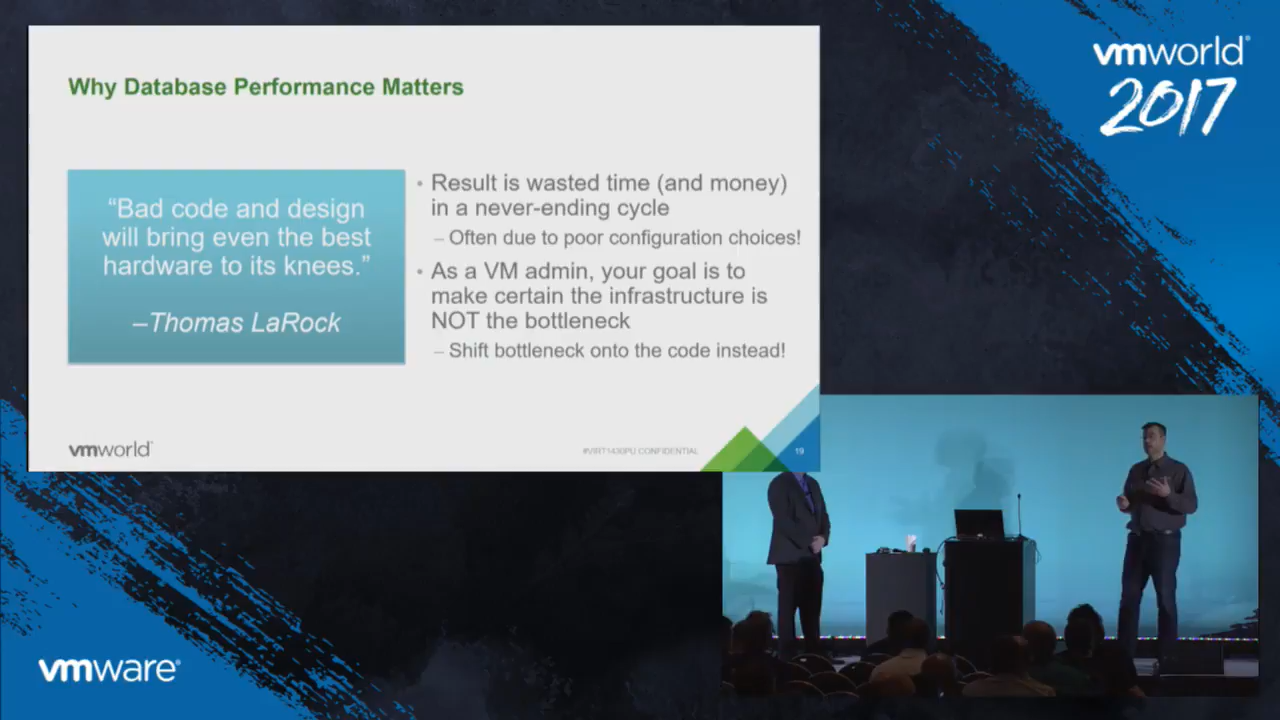 Why Database Performance Matters
“Bad code and design
will bring even the best
hardware to its knees.”
–Thomas LaRock
• Result is wasted time (and money)
in a never-ending cycle
– Often due to poor configuration choices!
• As a VM admin, your goal is to
make certain the infrastructure is
NOT the bottleneck
– Shift bottleneck onto the code instead!
vmworld
#VIRT1430PU CONFIDENTIAL
19
vmworld®
2017
vmware®